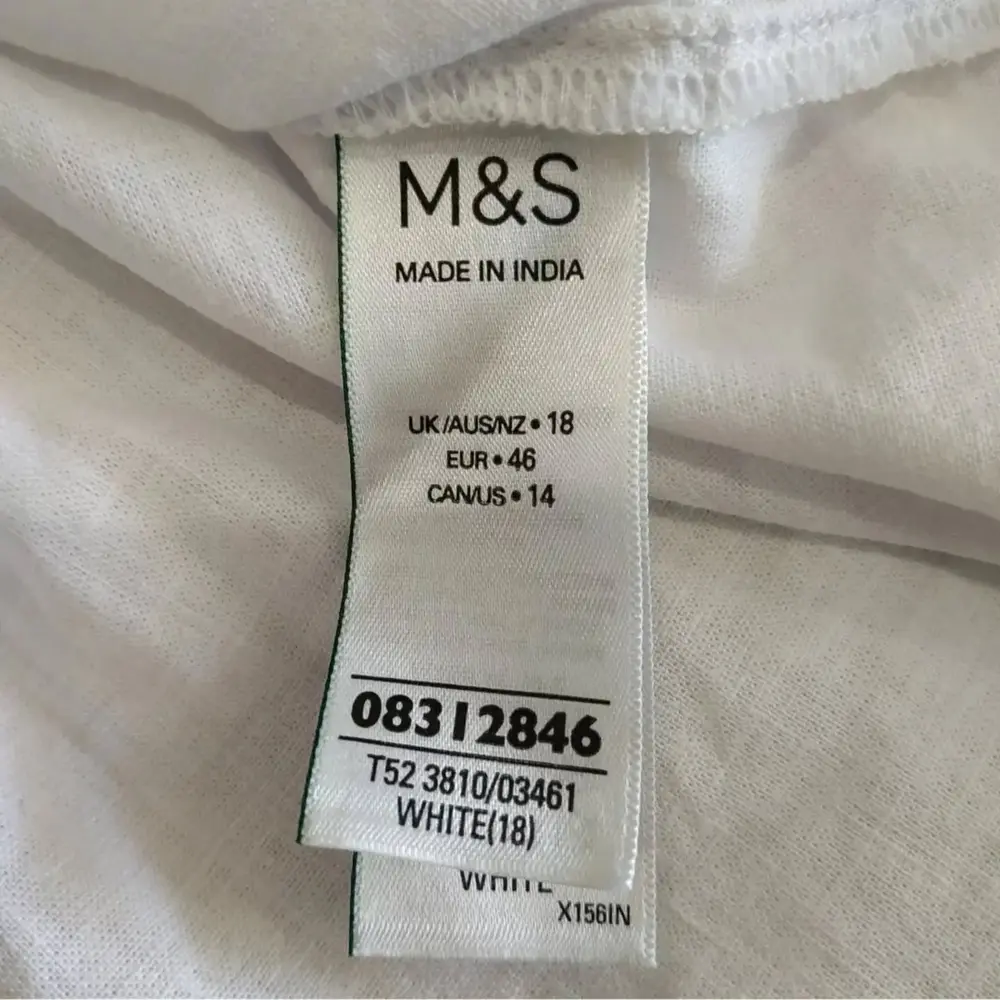 M&S
MADE IN INDIA
UK/AUS/NZ • 18
EUR • 46
CAN/US • 14
08312846
T52 3810/03461
WHITE(18)
WHITE
X156IN